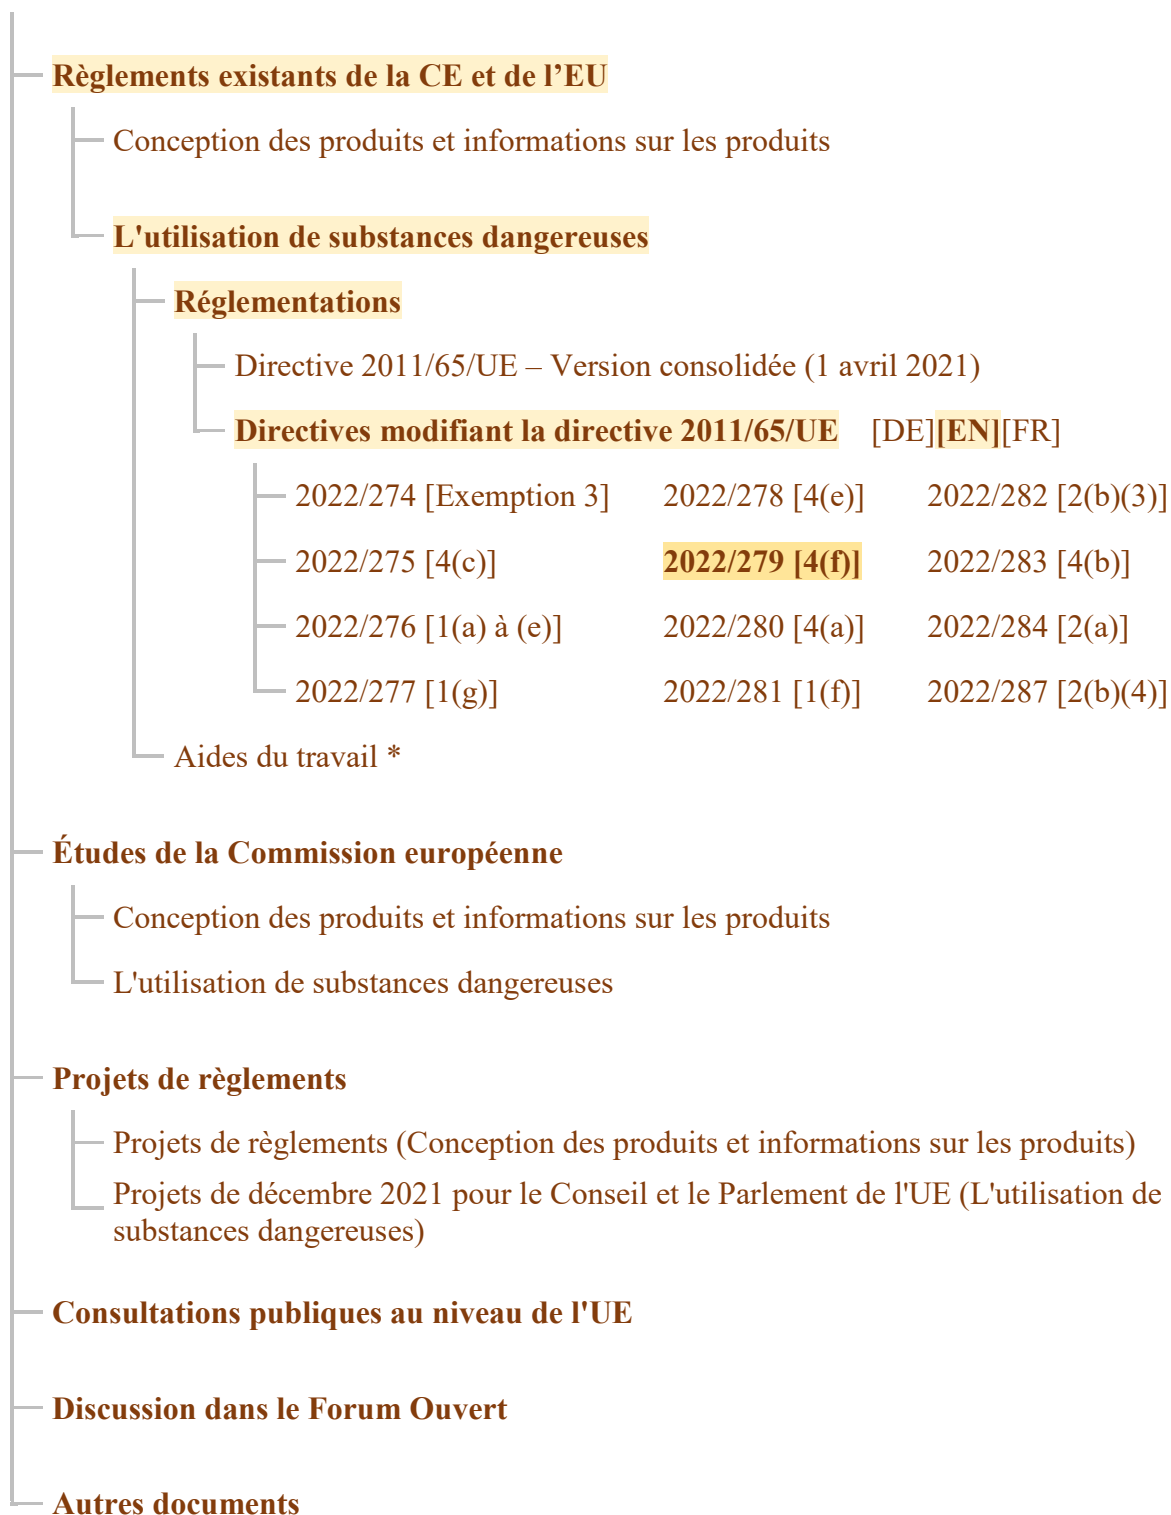 Règlements existants de la CE et de l’EU
Conception des produits et informations sur les produits
L'utilisation de substances dangereuses
Réglementations
Directive 2011/65/UE – Version consolidée (1 avril 2021)
Directives modifiant la directive 2011/65/UE [DE][EN][FR]
2022/274 [Exemption 3] 2022/278 [4(e)] 2022/282 [2(b)(3)]
2022/275 [4(c)] 2022/279 [4(f)] 2022/283 [4(b)]
2022/276 [1(a) à (e)] 2022/280 [4(a)] 2022/284 [2(a)]
2022/277 [1(g)] 2022/281 [1(f)] 2022/287 [2(b)(4)]
Aides du travail *
Études de la Commission européenne
Conception des produits et informations sur les produits
L'utilisation de substances dangereuses
Projets de règlements
Projets de règlements (Conception des produits et informations sur les produits)
Projets de décembre 2021 pour le Conseil et le Parlement de l'UE (L'utilisation de
substances dangereuses)
Consultations publiques au niveau de l'UE
Discussion dans le Forum Ouvert
Autres documents